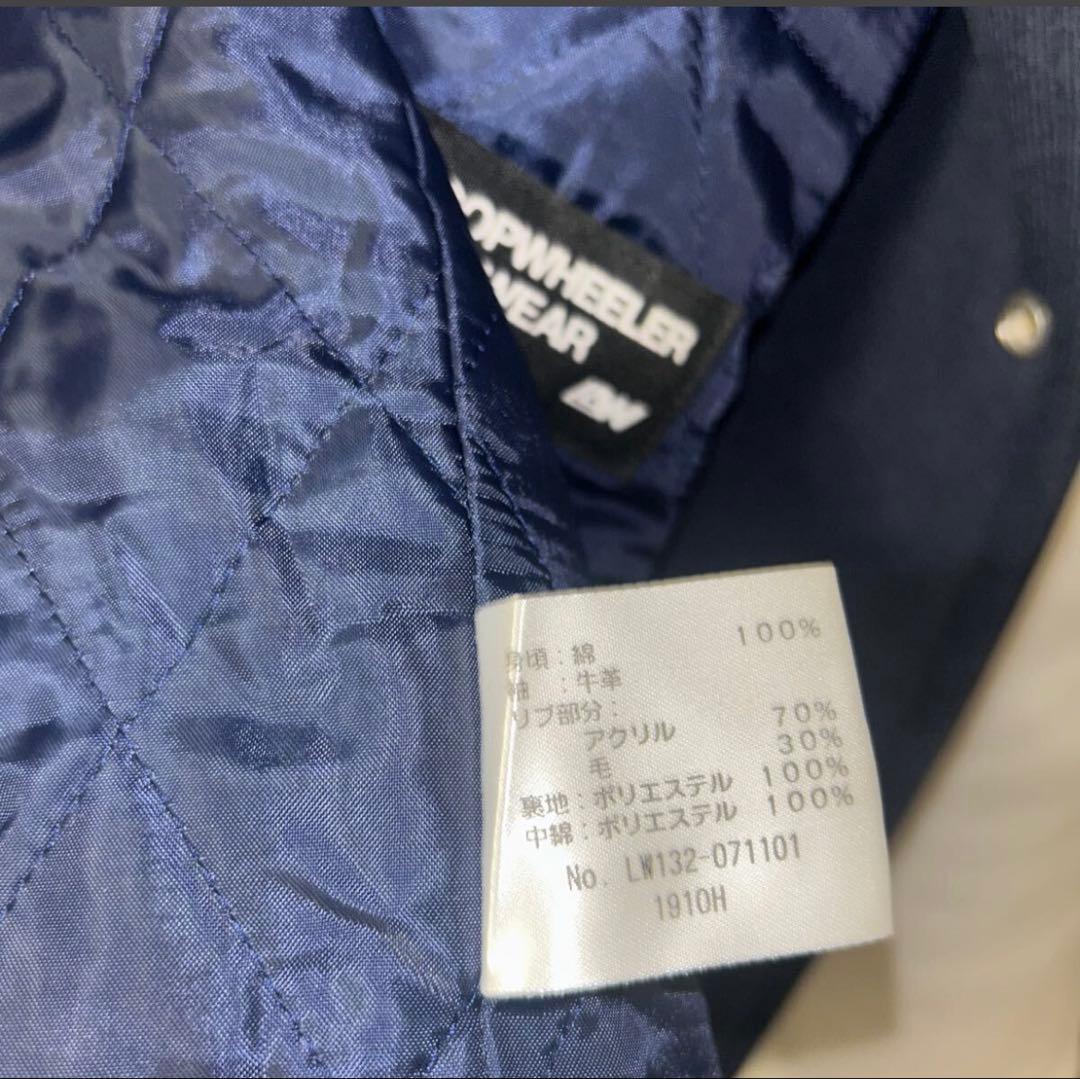 OOPWHEELER
WEAR
LW
身頃:綿 100%
袖 :牛革
リブ部分:
アクリル 70%
毛 30%
裏地:ポリエステル 100%
中綿:ポリエステル 100%
No. LW132-071101
1910H